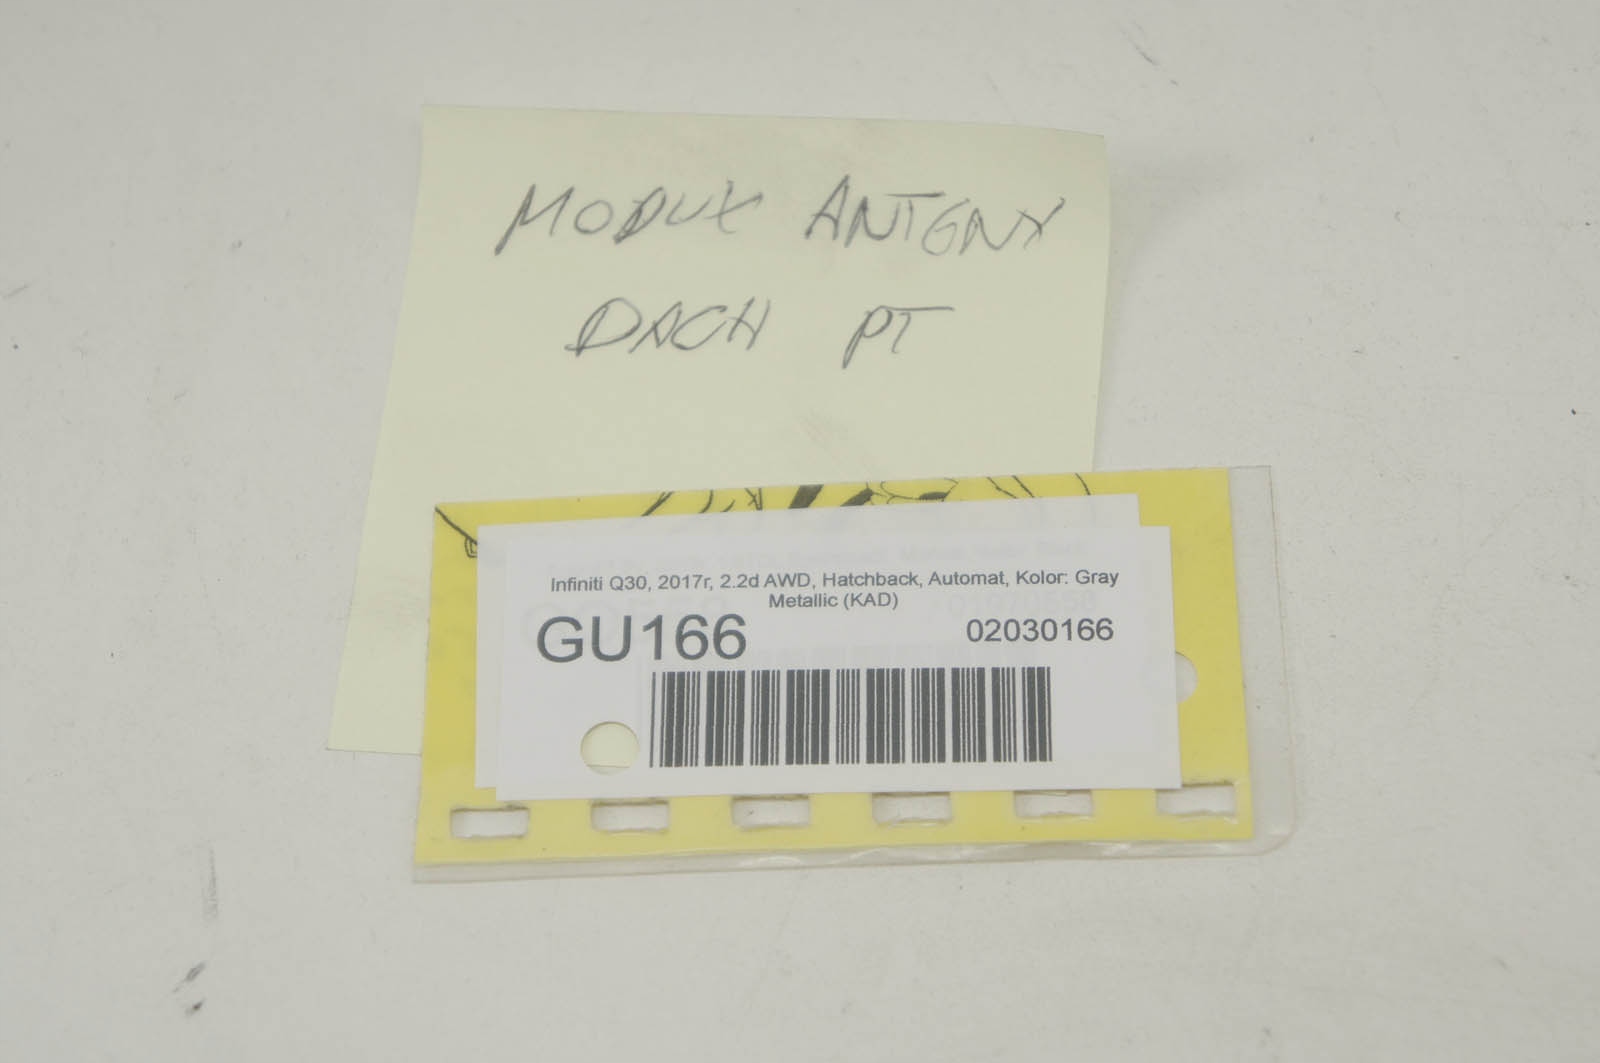 MODUŁ ANTENY
DACH PT
Infiniti Q30, 2017r, 2.2d AWD, Hatchback, Automat, Kolor: Gray
Metallic (KAD)
GU166
02030166